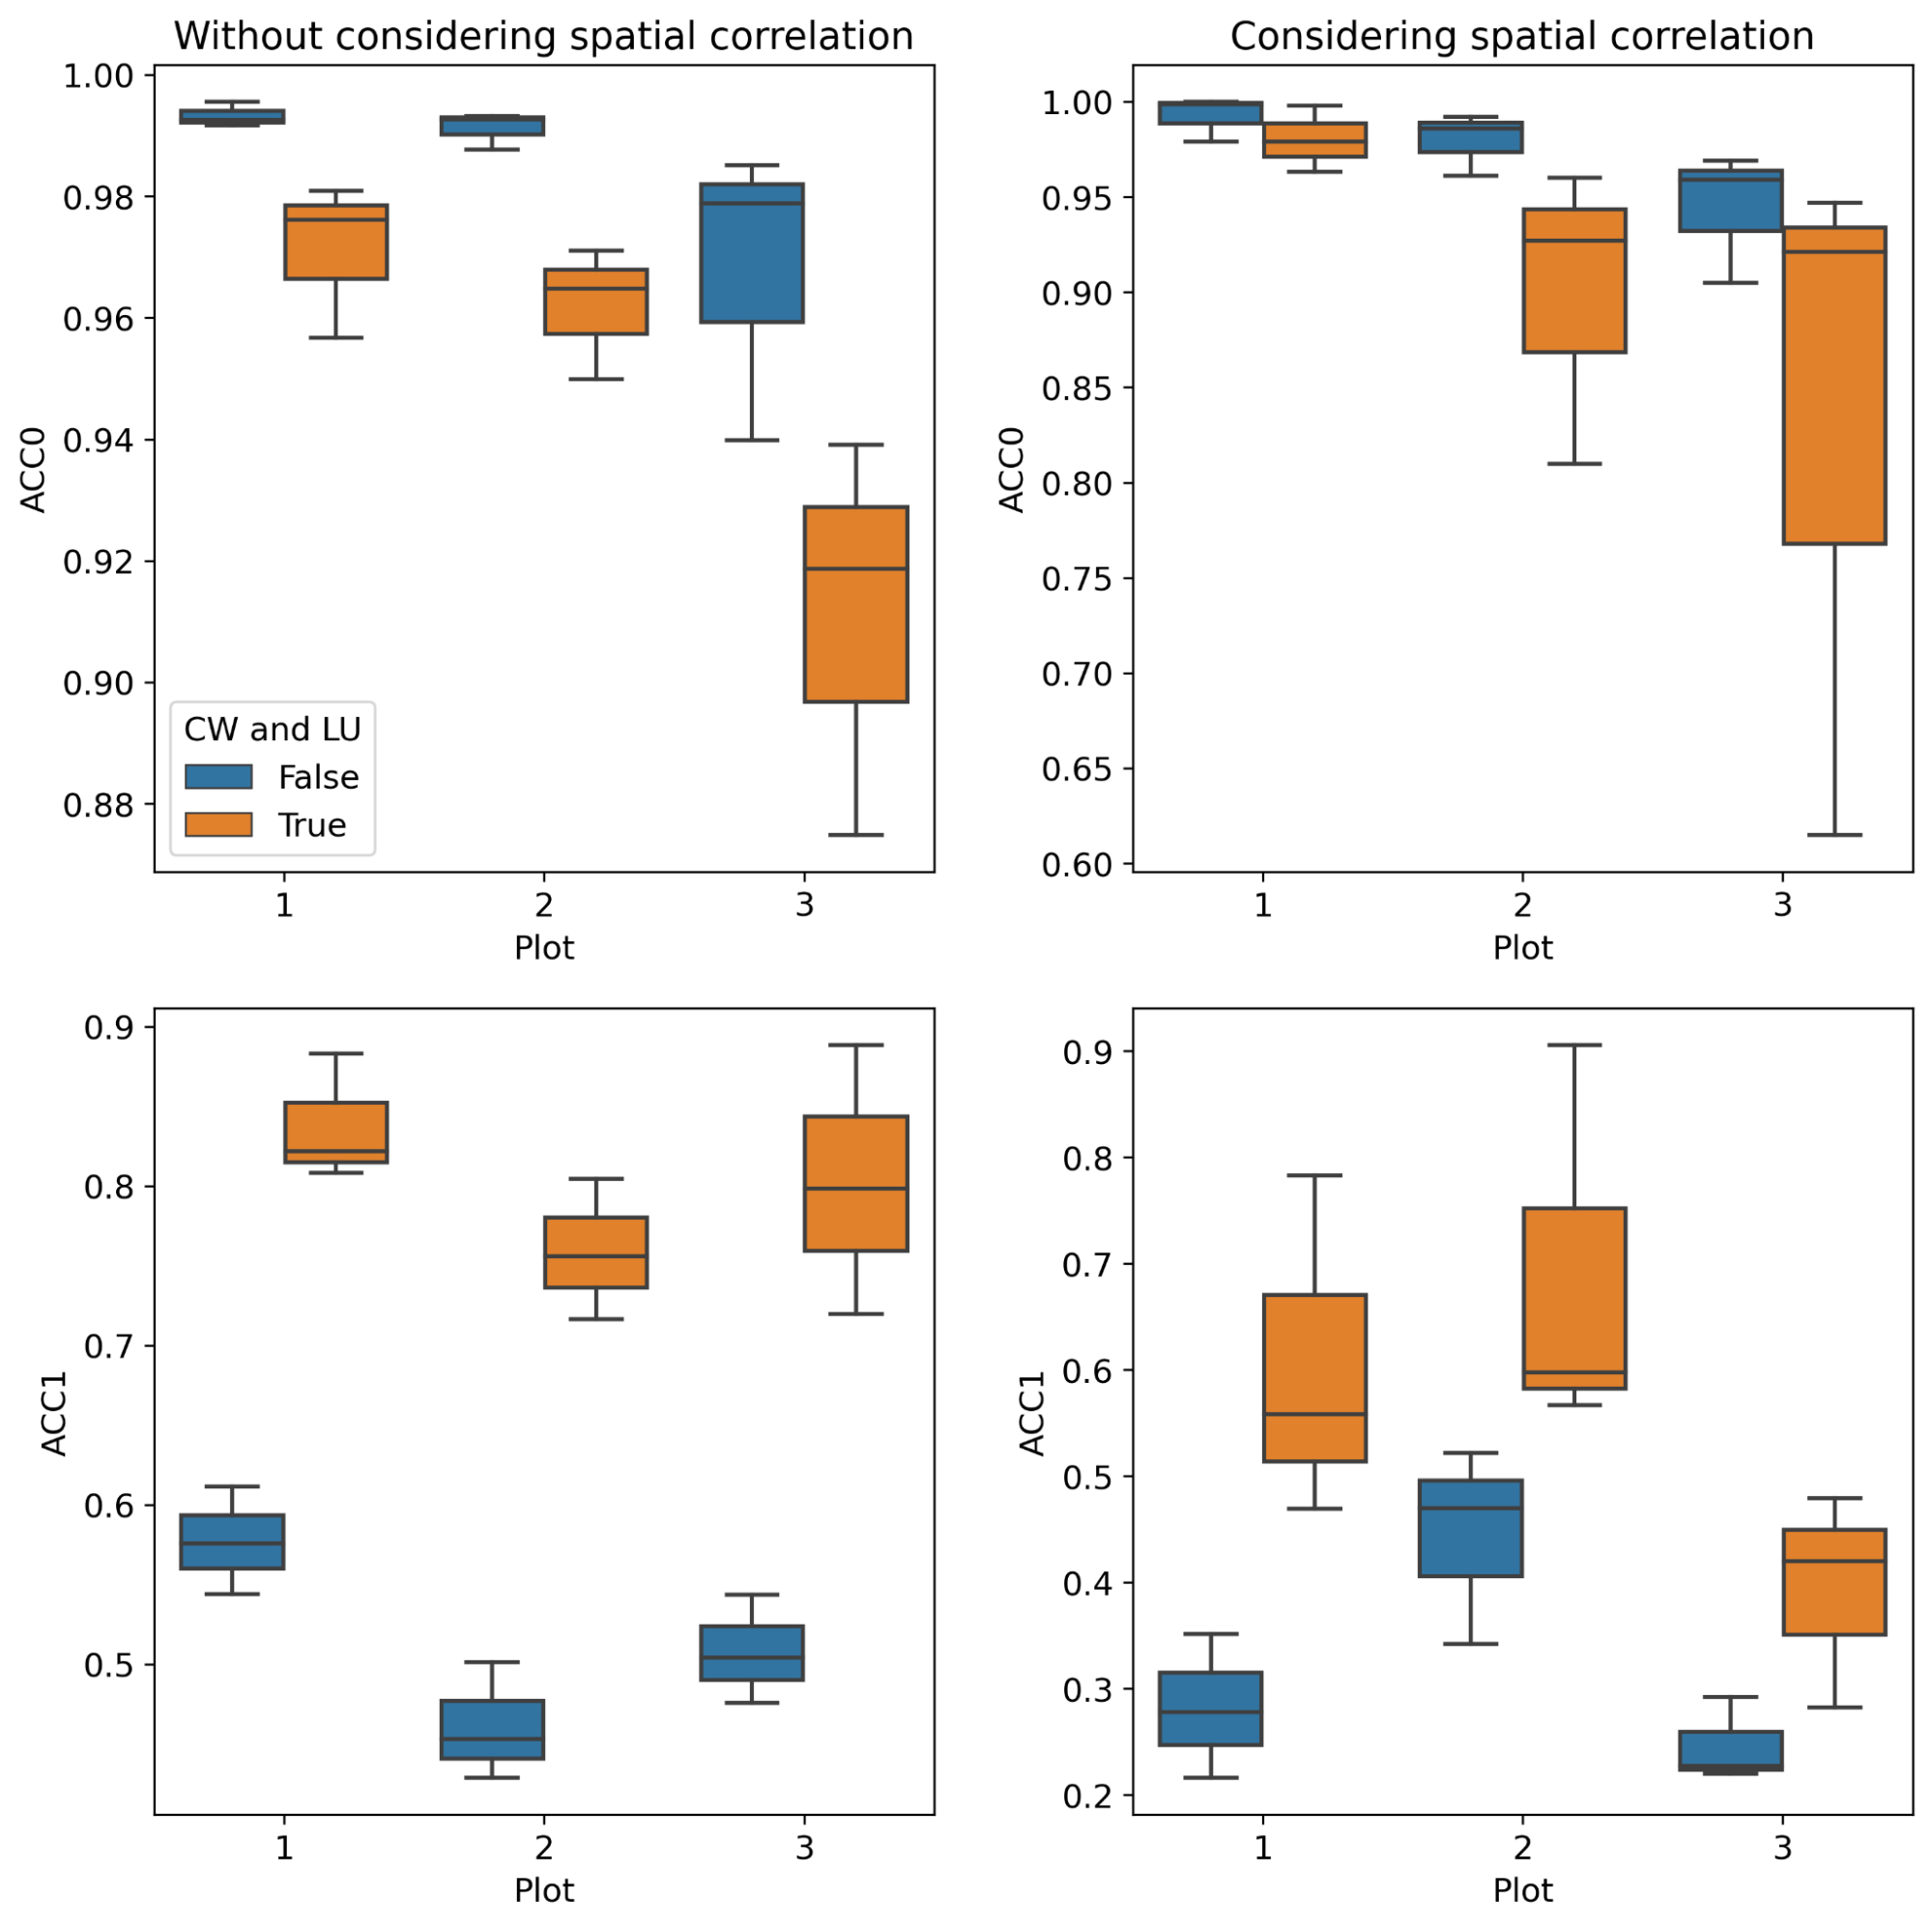 Without considering spatial correlation
1.00
0.98
0.96
0.94
0.92
0.90
0.88
ACC0
CW and LU
False
True
1 2 3
Plot
Considering spatial correlation
1.00
0.95
0.90
0.85
0.80
0.75
0.70
0.65
0.60
ACC0
1 2 3
Plot
0.9
0.8
0.7
0.6
0.5
ACC1
1 2 3
Plot
0.9
0.8
0.7
0.6
0.5
0.4
0.3
0.2
ACC1
1 2 3
Plot